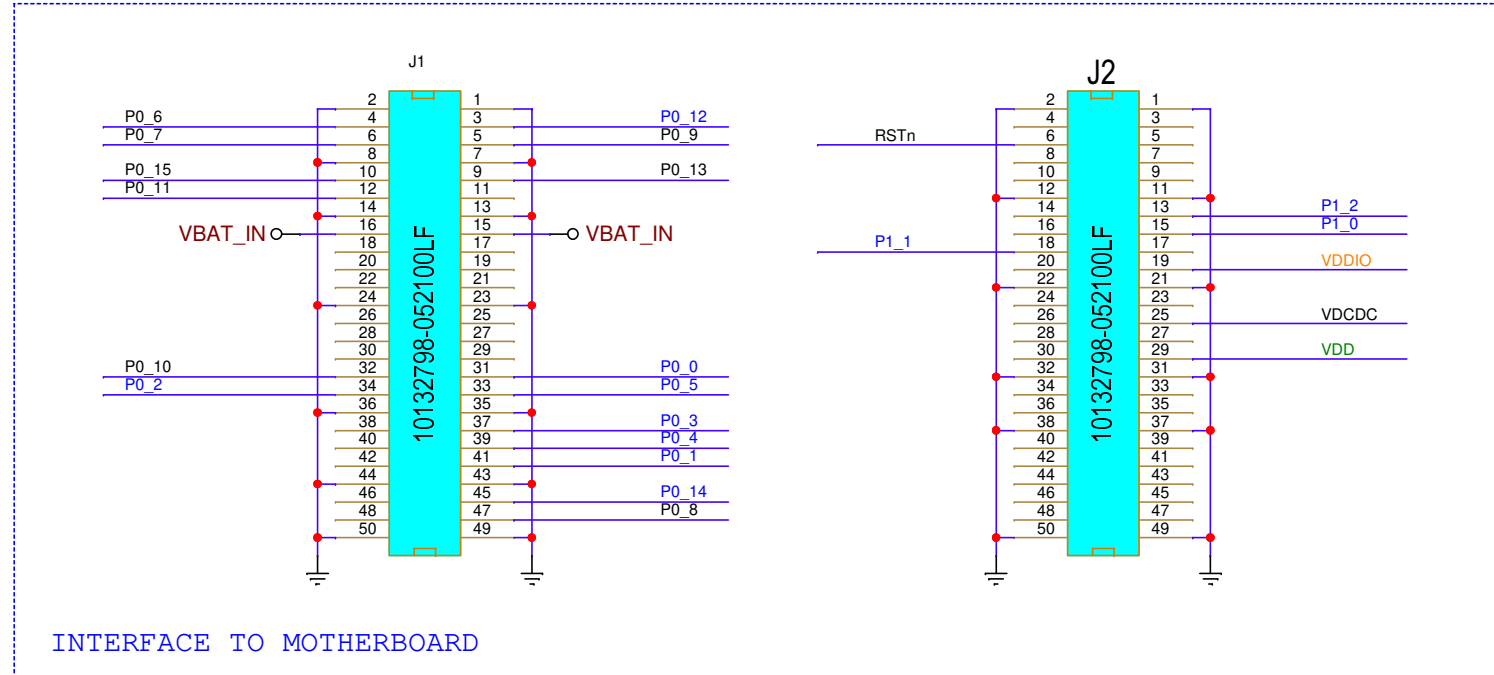 J1
J2
2 1
P0_6 4 3 P0_12
P0_7 6 5 P0_9
8 7
P0_15 10 9 P0_13
P0_11 12 11
14 13
VBAT_IN 16 15 VBAT_IN
18 17
20 19
22 21
24 23
26 25
28 27
30 29
P0_10 32 31 P0_0
P0_2 34 33 P0_5
36 35
38 37 P0_3
40 39 P0_4
42 41 P0_1
44 43
46 45 P0_14
48 47 P0_8
50 49
10132798-052100LF
2 1
4 3
RSTn 6 5
8 7
10 9
12 11
14 13 P1_2
16 15 P1_0
P1_1 18 17
20 19 VDDIO
22 21
24 23
26 25 VDCDC
28 27
30 29 VDD
32 31
34 33
36 35
38 37
40 39
42 41
44 43
46 45
48 47
50 49
10132798-052100LF
INTERFACE TO MOTHERBOARD